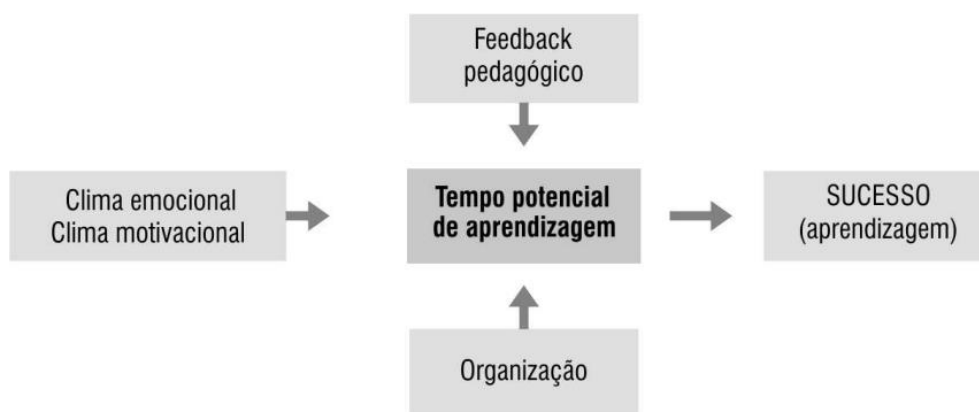 Feedback
pedagógico
Clima emocional
Clima motivacional
Tempo potencial
de aprendizagem
SUCESSO
(aprendizagem)
Organização